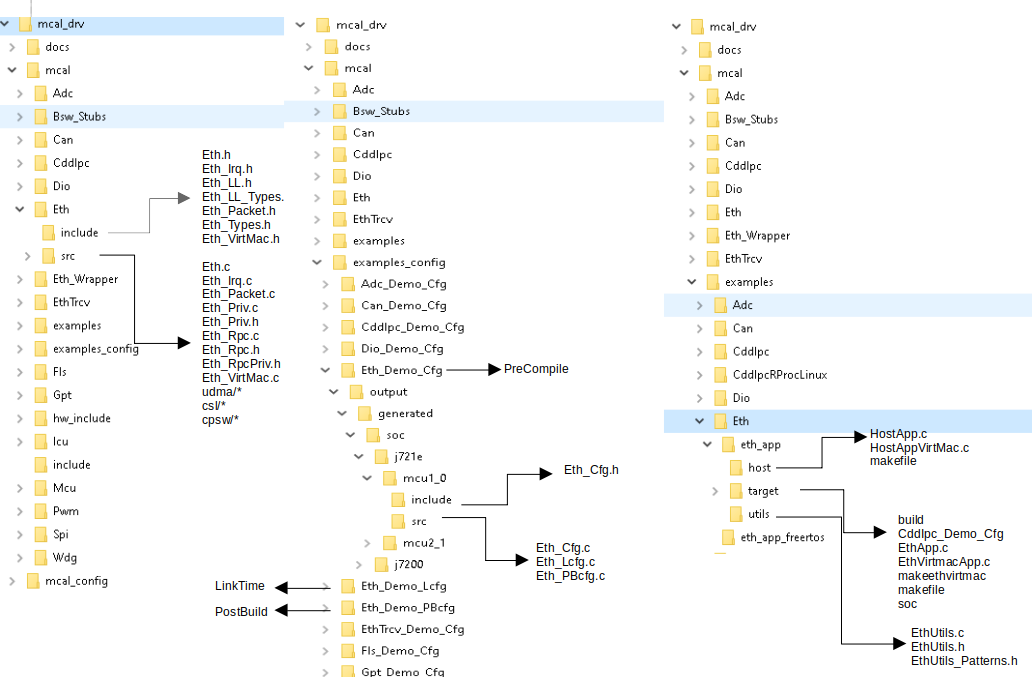 mcal_drv
docs
mcal
Adc
Bsw_Stubs
Can
CddIpc
Dio
Eth
include
src
Eth_Wrapper
EthTrcv
examples
examples_config
Fls
Gpt
hw_include
Icu
include
Mcu
Pwm
Spi
Wdg
mcal_config
Eth.h
Eth_Irq.h
Eth_LL.h
Eth_LL_Types.
Eth_Packet.h
Eth_Types.h
Eth_VirtMac.h
Eth.c
Eth_Irq.c
Eth_Packet.c
Eth_Priv.c
Eth_Priv.h
Eth_Rpc.c
Eth_Rpc.h
Eth_RpcPriv.h
Eth_VirtMac.c
udma/*
csl/*
cpsw/*
mcal_drv
docs
mcal
Adc
Bsw_Stubs
Can
CddIpc
Dio
Eth
EthTrcv
examples
examples_config
Adc_Demo_Cfg
Can_Demo_Cfg
CddIpc_Demo_Cfg
Dio_Demo_Cfg
Eth_Demo_Cfg
PreCompile
output
generated
soc
j721e
mcu1_0
include
src
mcu2_1
j7200
Eth_Demo_Lcfg
Eth_Demo_PBcfg
EthTrcv_Demo_Cfg
Fls_Demo_Cfg
Gpt_Demo_Cfg
LinkTime
PostBuild
Eth_Cfg.h
Eth_Cfg.c
Eth_Lcfg.c
Eth_PBcfg.c
mcal_drv
docs
mcal
Adc
Bsw_Stubs
Can
CddIpc
Dio
Eth
Eth_Wrapper
EthTrcv
examples
Adc
Can
CddIpc
CddIpcRProcLinux
Dio
Eth
eth_app
host
target
utils
eth_app_freertos
HostApp.c
HostAppVirtMac.c
makefile
build
CddIpc_Demo_Cfg
EthApp.c
EthVirtmacApp.c
makeethvirtmac
makefile
soc
EthUtils.c
EthUtils.h
EthUtils_Patterns.h